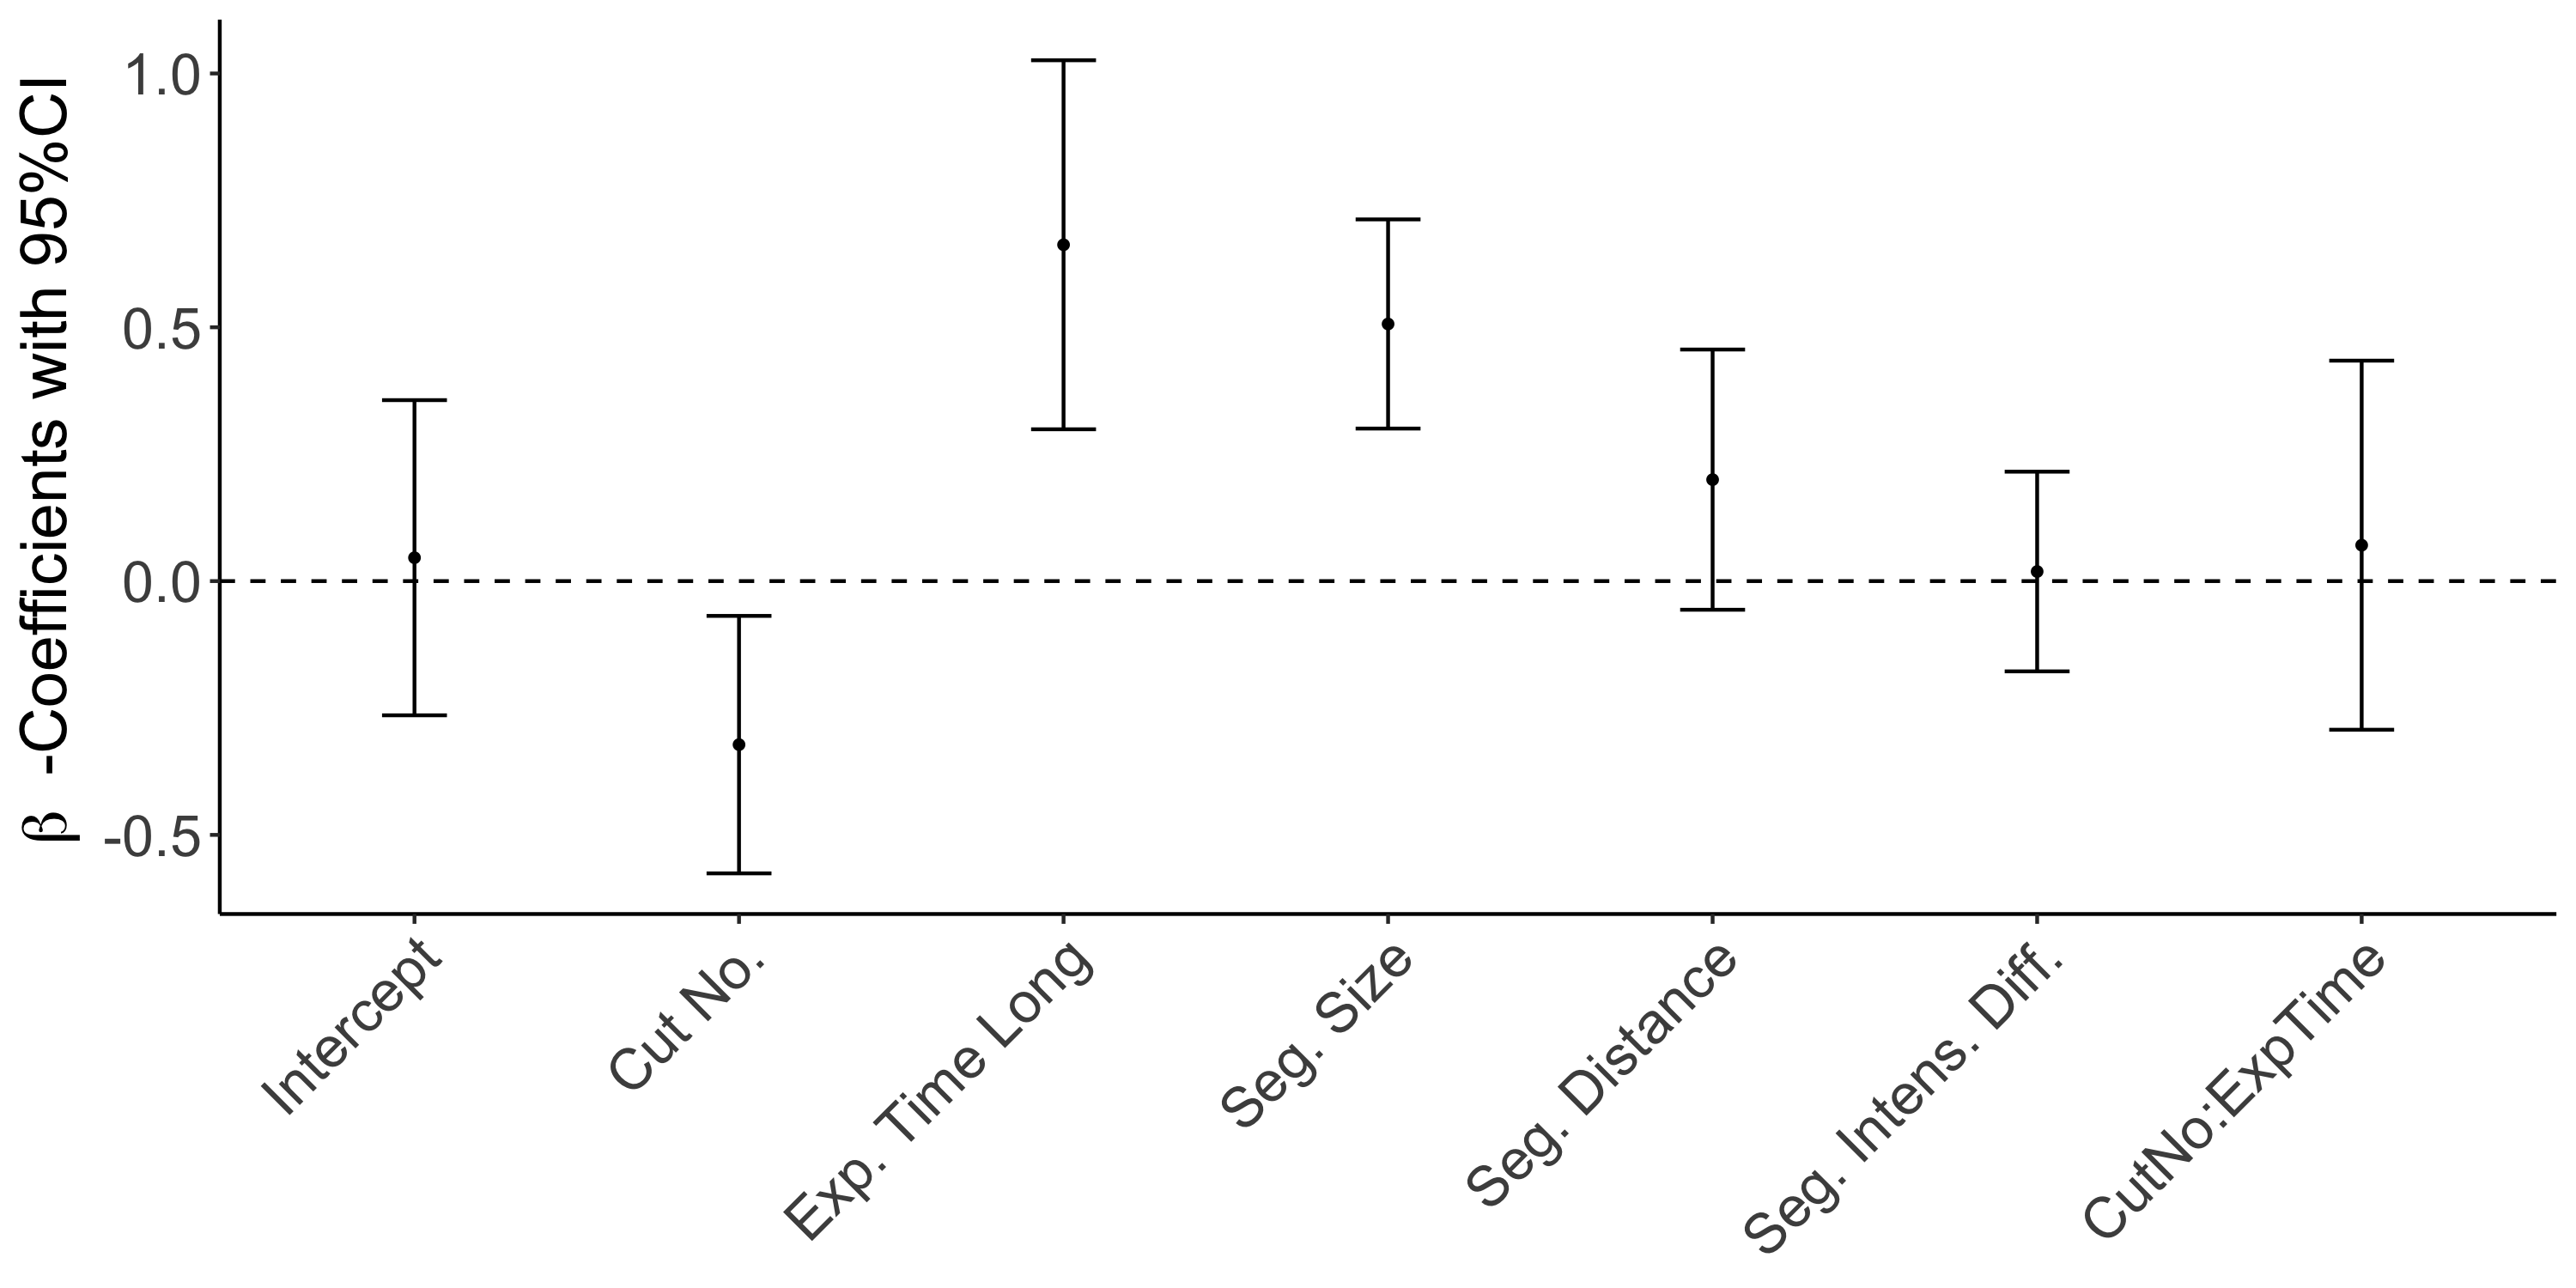 β -Coefficients with 95%CI
1.0
0.5
0.0
-0.5
Intercept
Cut No.
Exp. Time Long
Seg. Size
Seg. Distance
Seg. Intens. Diff.
CutNo:ExpTime